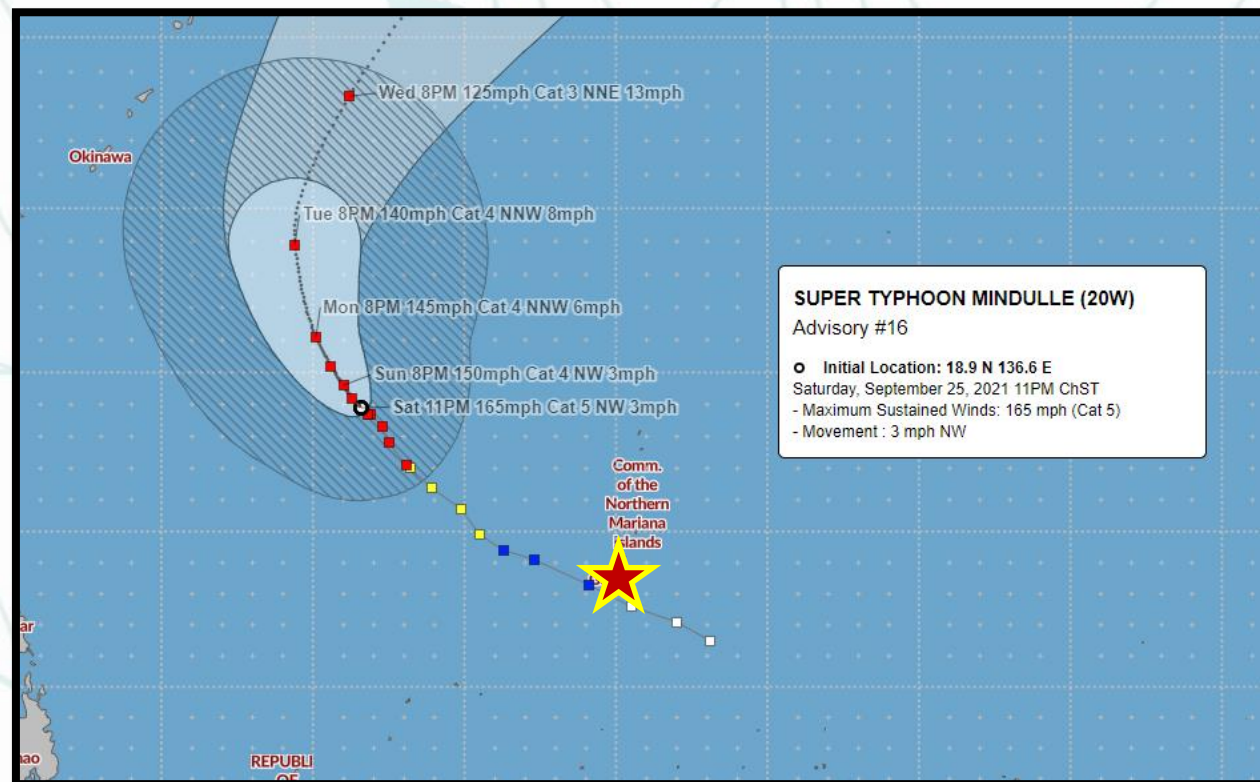 Wed 8PM 125mph Cat 3 NNE 13mph
Okinawa
Tue 8PM 140mph Cat 4 NNW 8mph
SUPER TYPHOON MINDULLE (20W)
Advisory #16
Initial Location: 18.9 N 136.6 E
Saturday, September 25, 2021 11PM ChST
- Maximum Sustained Winds: 165 mph (Cat 5)
- Movement : 3 mph NW
Mon 8PM 145mph Cat 4 NNW 6mph
Sun 8PM 150mph Cat 4 NW 3mph
Sat 11PM 165mph Cat 5 NW 3mph
Comm.
of the
Northern
Mariana
Islands
ar
ao
REPUBLI
OF